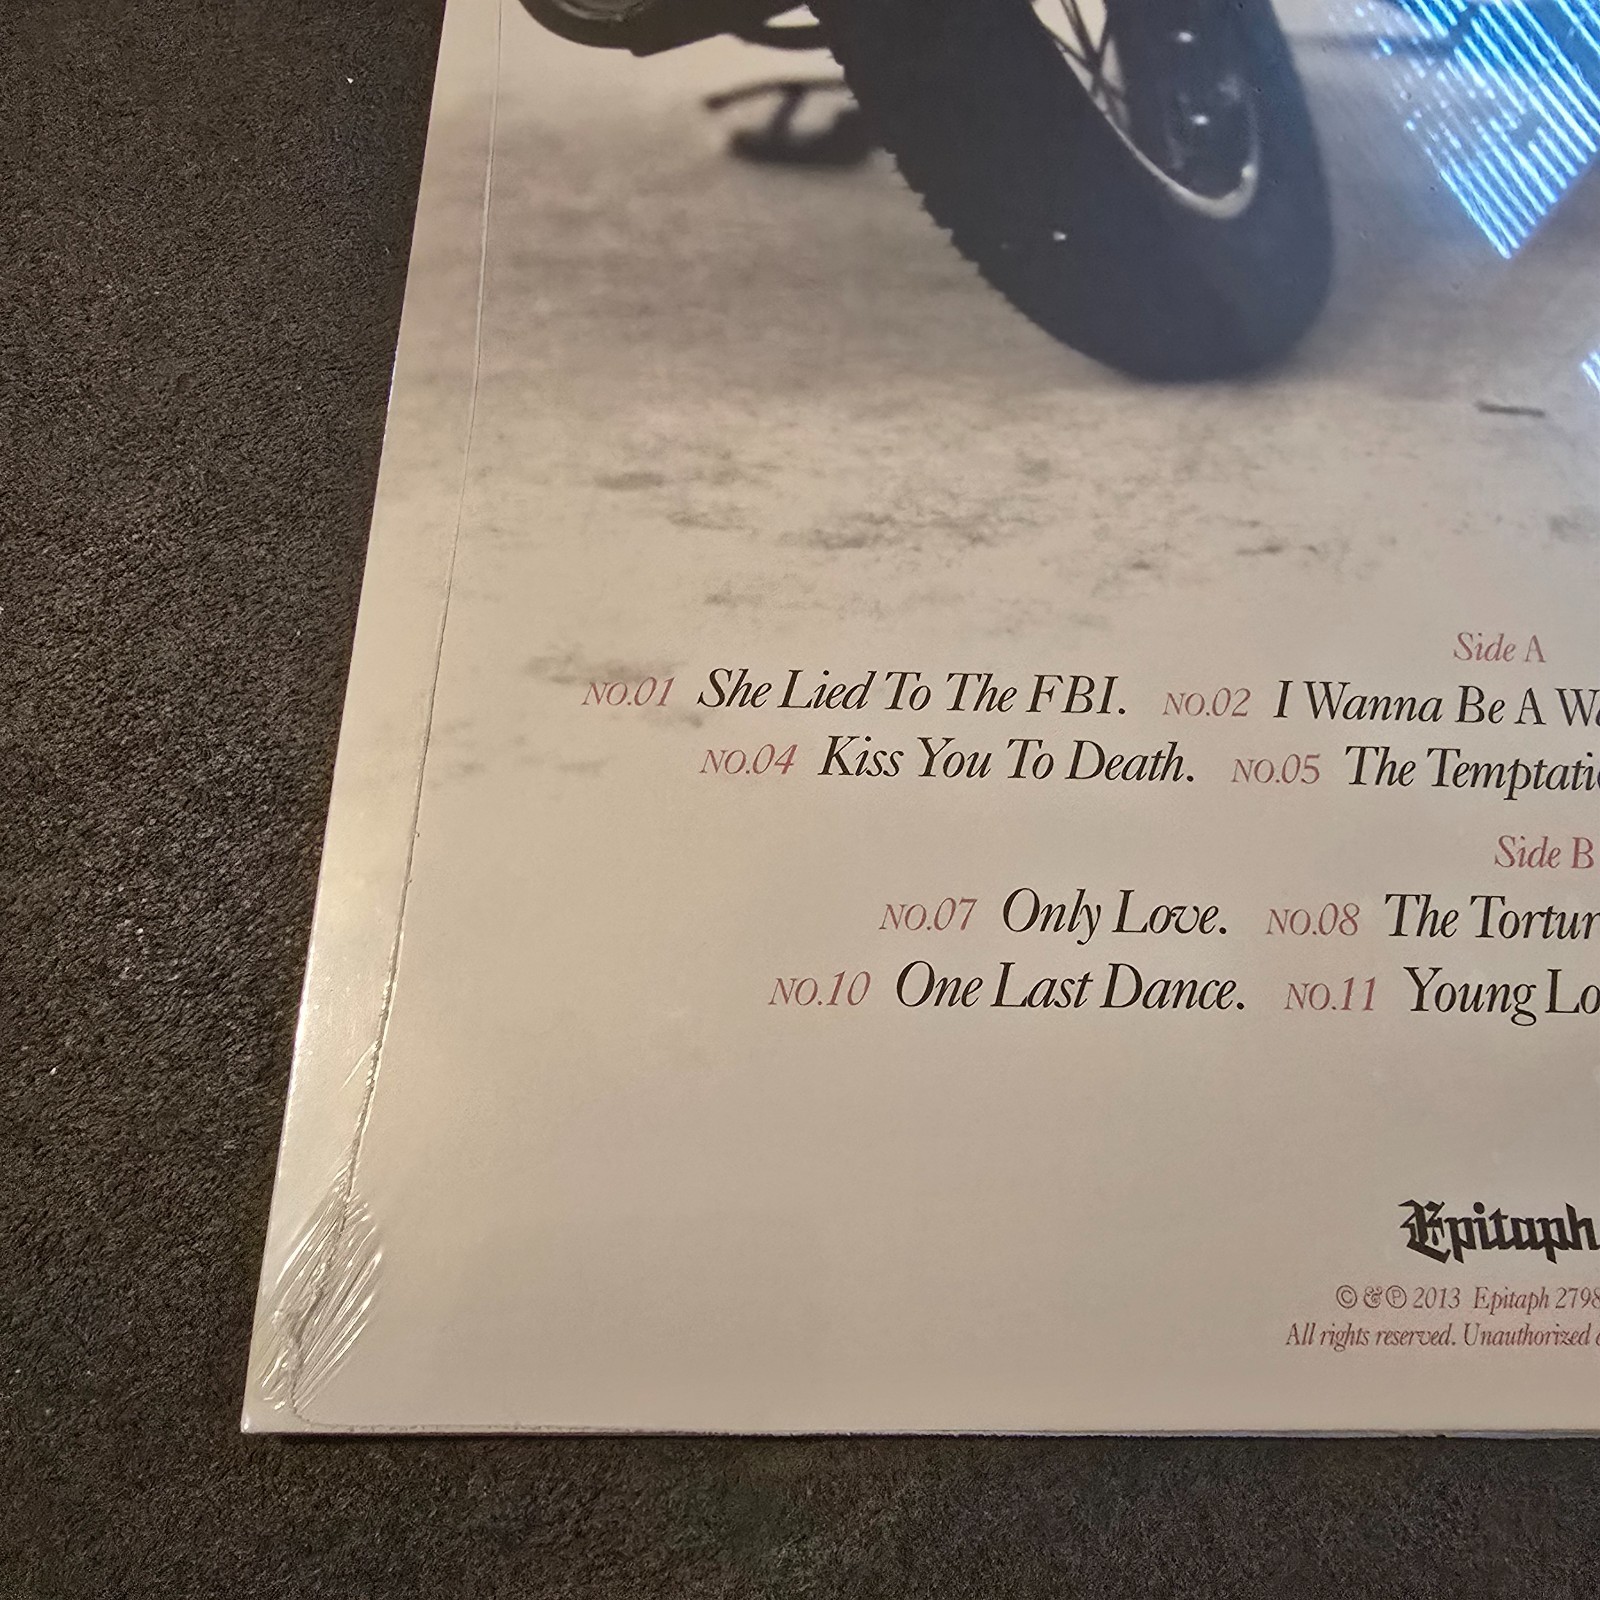 Side A
NO.01 She Lied To The FBI. NO.02 I Wanna Be A
NO.04 Kiss You To Death. NO.05 The
Side B
NO.07 Only Love. NO.08 The
NO.10 One Last Dance. NO.11 Young
Epitaph
© & ℗ 2013 Epitaph 2798
All rights reserved. Unauthorized